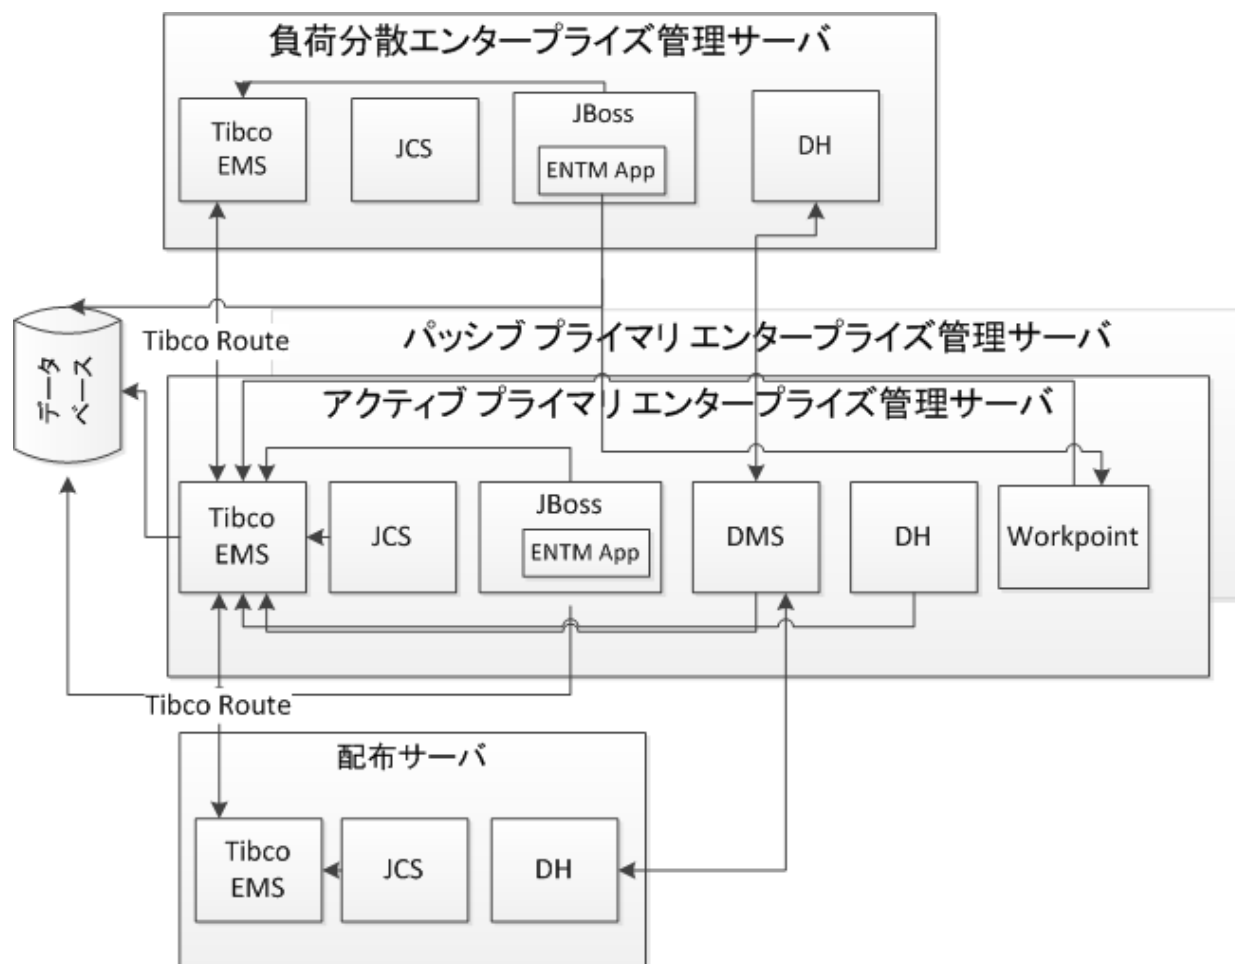 負荷分散エンタープライズ管理サーバ
Tibco
EMS
JCS
JBoss
ENTM App
DH
Tibco Route
データ
ベース
パッシブ プライマリ エンタープライズ管理サーバ
アクティブ プライマリ エンタープライズ管理サーバ
Tibco
EMS
JCS
JBoss
ENTM App
DMS
DH
Workpoint
Tibco Route
配布サーバ
Tibco
EMS
JCS
DH